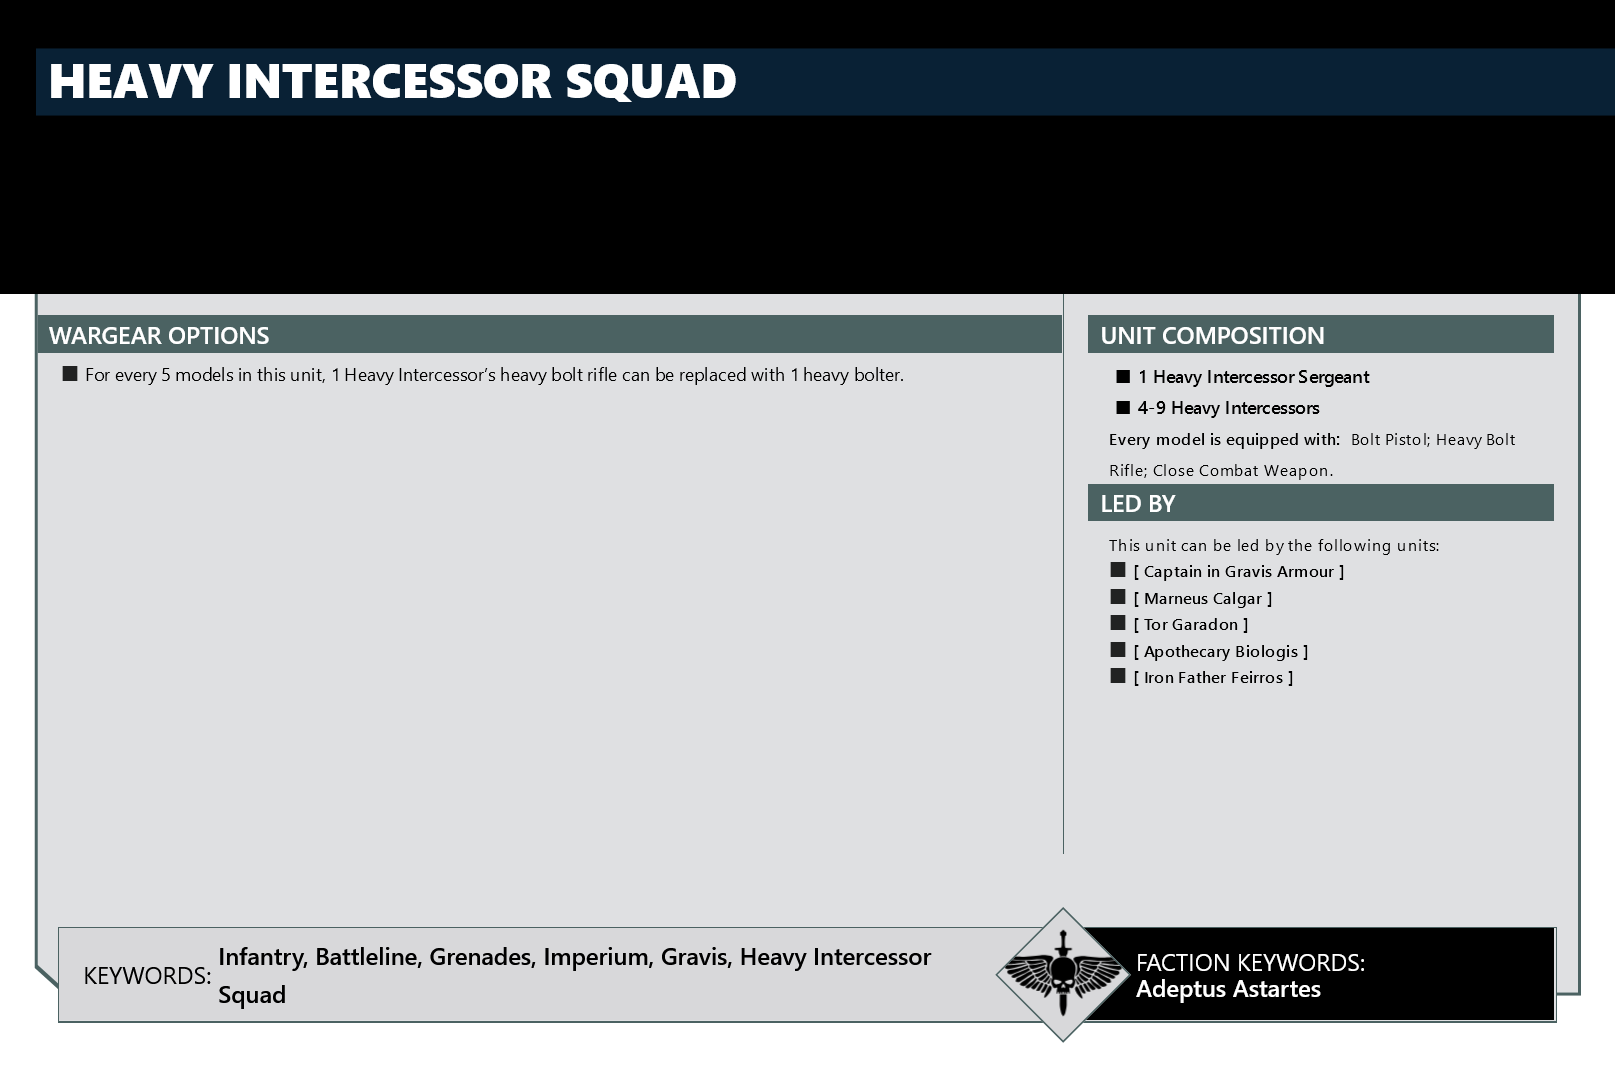 HEAVY INTERCESSOR SQUAD
WARGEAR OPTIONS
■ For every 5 models in this unit, 1 Heavy Intercessor’s heavy bolt rifle can be replaced with 1 heavy bolter.
UNIT COMPOSITION
■ 1 Heavy Intercessor Sergeant
■ 4-9 Heavy Intercessors
Every model is equipped with: Bolt Pistol; Heavy Bolt
Rifle; Close Combat Weapon.
LED BY
This unit can be led by the following units:
■ [ Captain in Gravis Armour ]
■ [ Marneus Calgar ]
■ [ Tor Garadon ]
■ [ Apothecary Biologis ]
■ [ Iron Father Feirros ]
KEYWORDS: Infantry, Battleline, Grenades, Imperium, Gravis, Heavy Intercessor
Squad
FACTION KEYWORDS:
Adeptus Astartes